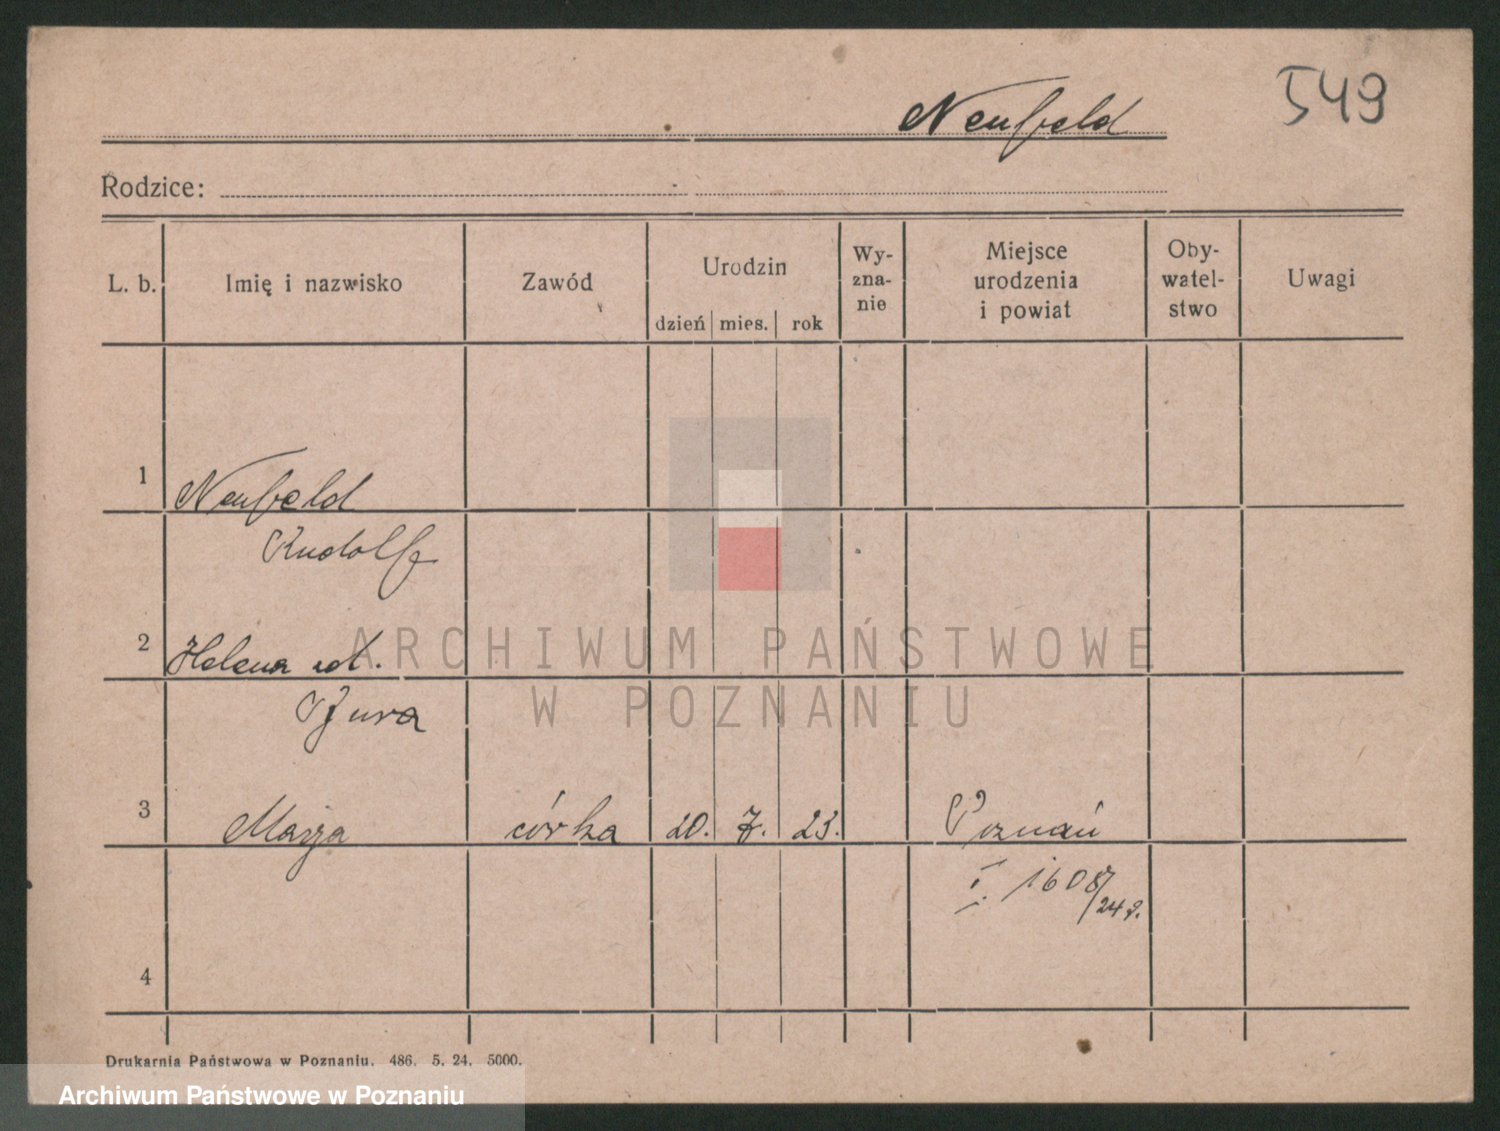 Neufeld
549
Rodzice:
L. b.
Imię i nazwisko
Zawód
Urodzin
dzień mies. rok
Wy-
zna-
nie
Miejsce
urodzenia
i powiat
Oby-
watel-
stwo
Uwagi
1
Neufeld
Rudolf
2
Helena
3
córka 20. 7. 23. Poznań
I. 1608/24 g.
4
ARCHIWUM PAŃSTWOWE
W POZNANIU
Drukarnia Państwowa w Poznaniu. 486. 5. 24. 5000.
Archiwum Państwowe w Poznaniu